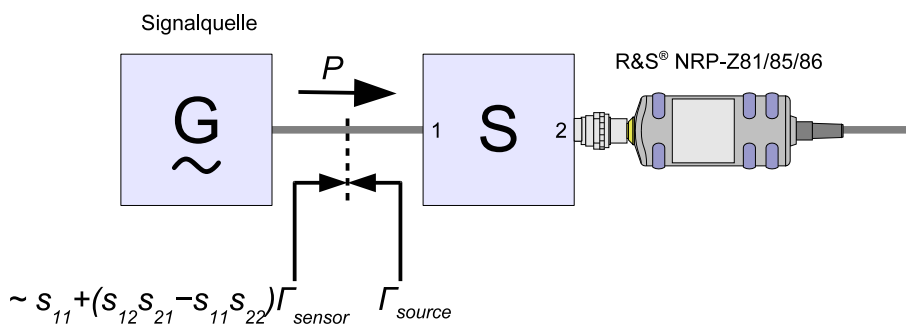 Signalquelle
R&S® NRP-Z81/85/86
P
G
~
1 S 2
~ s₁₁+(s₁₂s₂₁−s₁₁s₂₂)Γsensor
Γsource